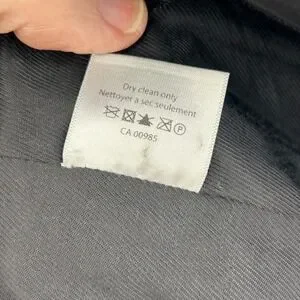 Dry clean only
Nettoyer a sec seulement
P
CA 00985